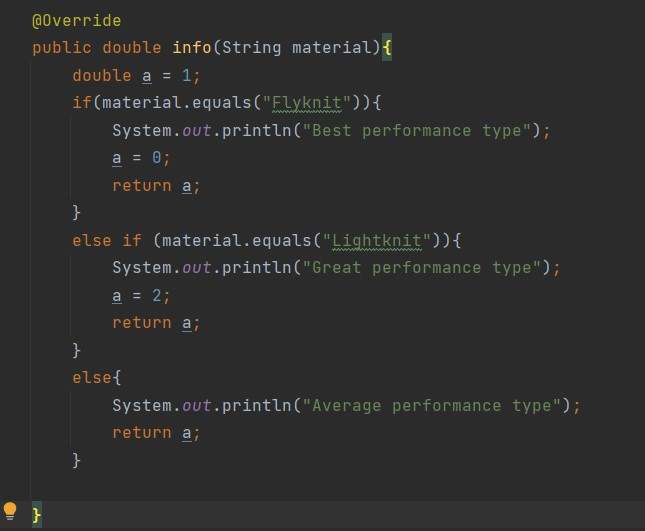 @Override
public double info(String material){
    double a = 1;
    if(material.equals("Flyknit")){
        System.out.println("Best performance type");
        a = 0;
        return a;
    }
    else if (material.equals("Lightknit")){
        System.out.println("Great performance type");
        a = 2;
        return a;
    }
    else{
        System.out.println("Average performance type");
        return a;
    }
}